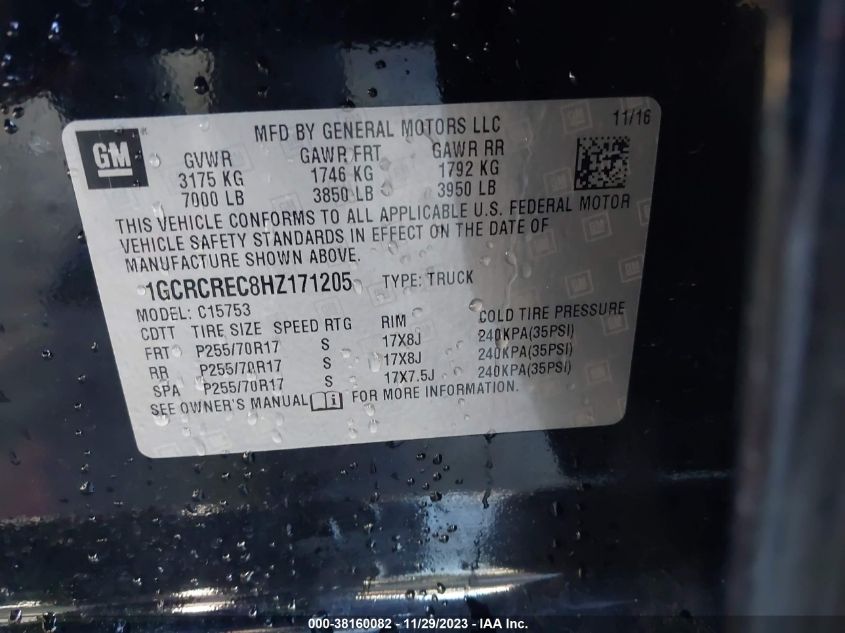 GM
MFD BY GENERAL MOTORS LLC
11/16
GVWR GAWR FRT GAWR RR
3175 KG 1746 KG 1792 KG
7000 LB 3850 LB 3950 LB
THIS VEHICLE CONFORMS TO ALL APPLICABLE U.S. FEDERAL MOTOR
VEHICLE SAFETY STANDARDS IN EFFECT ON THE DATE OF
MANUFACTURE SHOWN ABOVE.
1GCRCREC8HZ171205 TYPE: TRUCK
MODEL: C15753
CDTT TIRE SIZE SPEED RTG RIM COLD TIRE PRESSURE
FRT P255/70R17 S 17X8J 240KPA(35PSI)
RR P255/70R17 S 17X8J 240KPA(35PSI)
SPA P255/70R17 S 17X7.5J 240KPA(35PSI)
SEE OWNER'S MANUAL i FOR MORE INFORMATION.
000-38160082 - 11/29/2023 - IAA Inc.